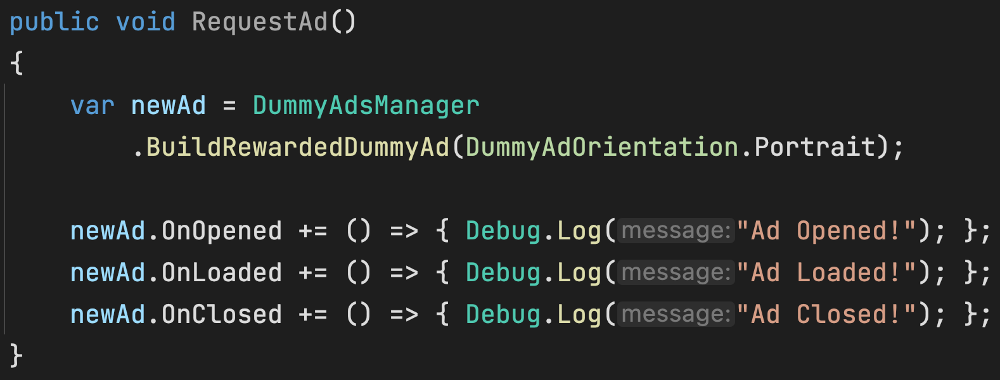 public void RequestAd()
{
var newAd = DummyAdsManager
.BuildRewardedDummyAd(DummyAdOrientation.Portrait);
newAd.OnOpened += () => { Debug.Log(message:"Ad Opened!"); };
newAd.OnLoaded += () => { Debug.Log(message:"Ad Loaded!"); };
newAd.OnClosed += () => { Debug.Log(message:"Ad Closed!"); };
}